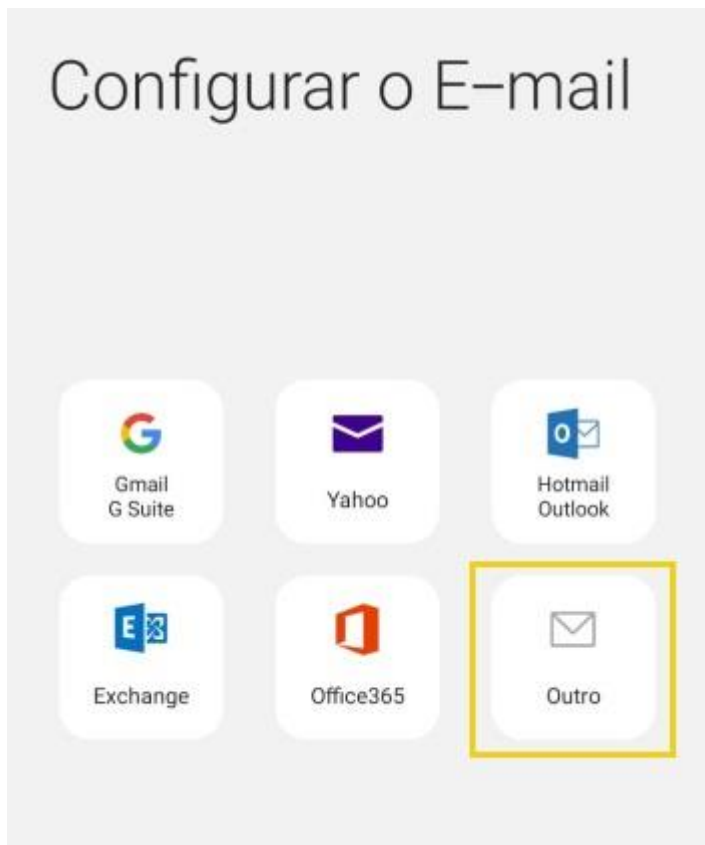 Configurar o E-mail
Gmail
G Suite
Yahoo
Hotmail
Outlook
Exchange
Office365
Outro